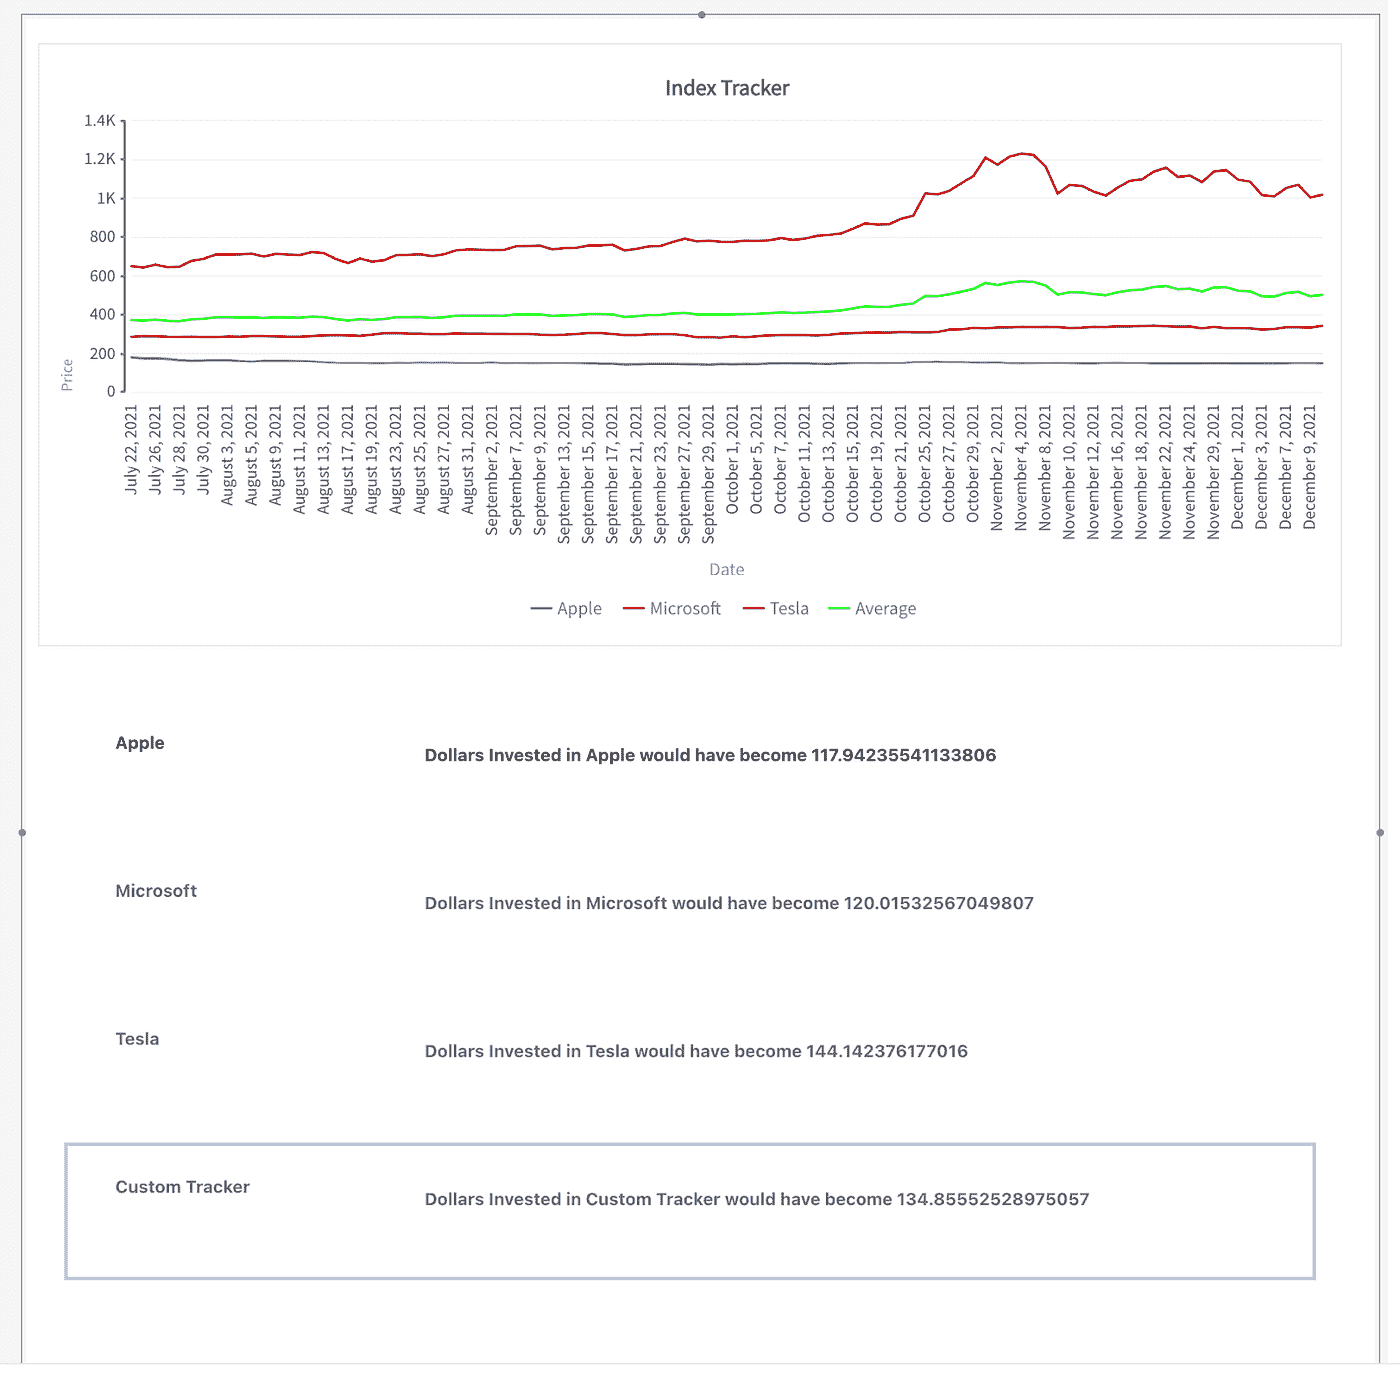 Index Tracker
1.4K
1.2K
1K
800
600
400
200
0
Price
July 22, 2021
July 26, 2021
July 28, 2021
July 30, 2021
August 3, 2021
August 5, 2021
August 9, 2021
August 11, 2021
August 13, 2021
August 17, 2021
August 19, 2021
August 23, 2021
August 25, 2021
August 27, 2021
August 31, 2021
September 2, 2021
September 7, 2021
September 9, 2021
September 13, 2021
September 15, 2021
September 17, 2021
September 21, 2021
September 23, 2021
September 27, 2021
September 29, 2021
October 1, 2021
October 5, 2021
October 7, 2021
October 11, 2021
October 13, 2021
October 15, 2021
October 19, 2021
October 21, 2021
October 25, 2021
October 27, 2021
October 29, 2021
November 2, 2021
November 4, 2021
November 8, 2021
November 10, 2021
November 12, 2021
November 16, 2021
November 18, 2021
November 22, 2021
November 24, 2021
November 29, 2021
December 1, 2021
December 3, 2021
December 7, 2021
December 9, 2021
Date
Apple Microsoft Tesla Average
Apple
Dollars Invested in Apple would have become 117.94235541133806
Microsoft
Dollars Invested in Microsoft would have become 120.01532567049807
Tesla
Dollars Invested in Tesla would have become 144.142376177016
Custom Tracker
Dollars Invested in Custom Tracker would have become 134.85552528975057